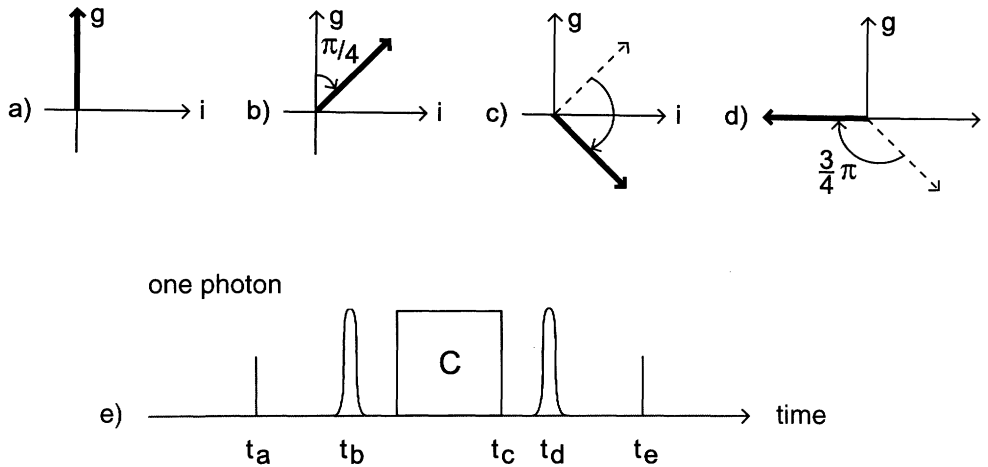 g
a) i
g
π/4
b) i
g
c) i
g
d)
3/4 π
one photon
C
e) time
ta tb tc td te